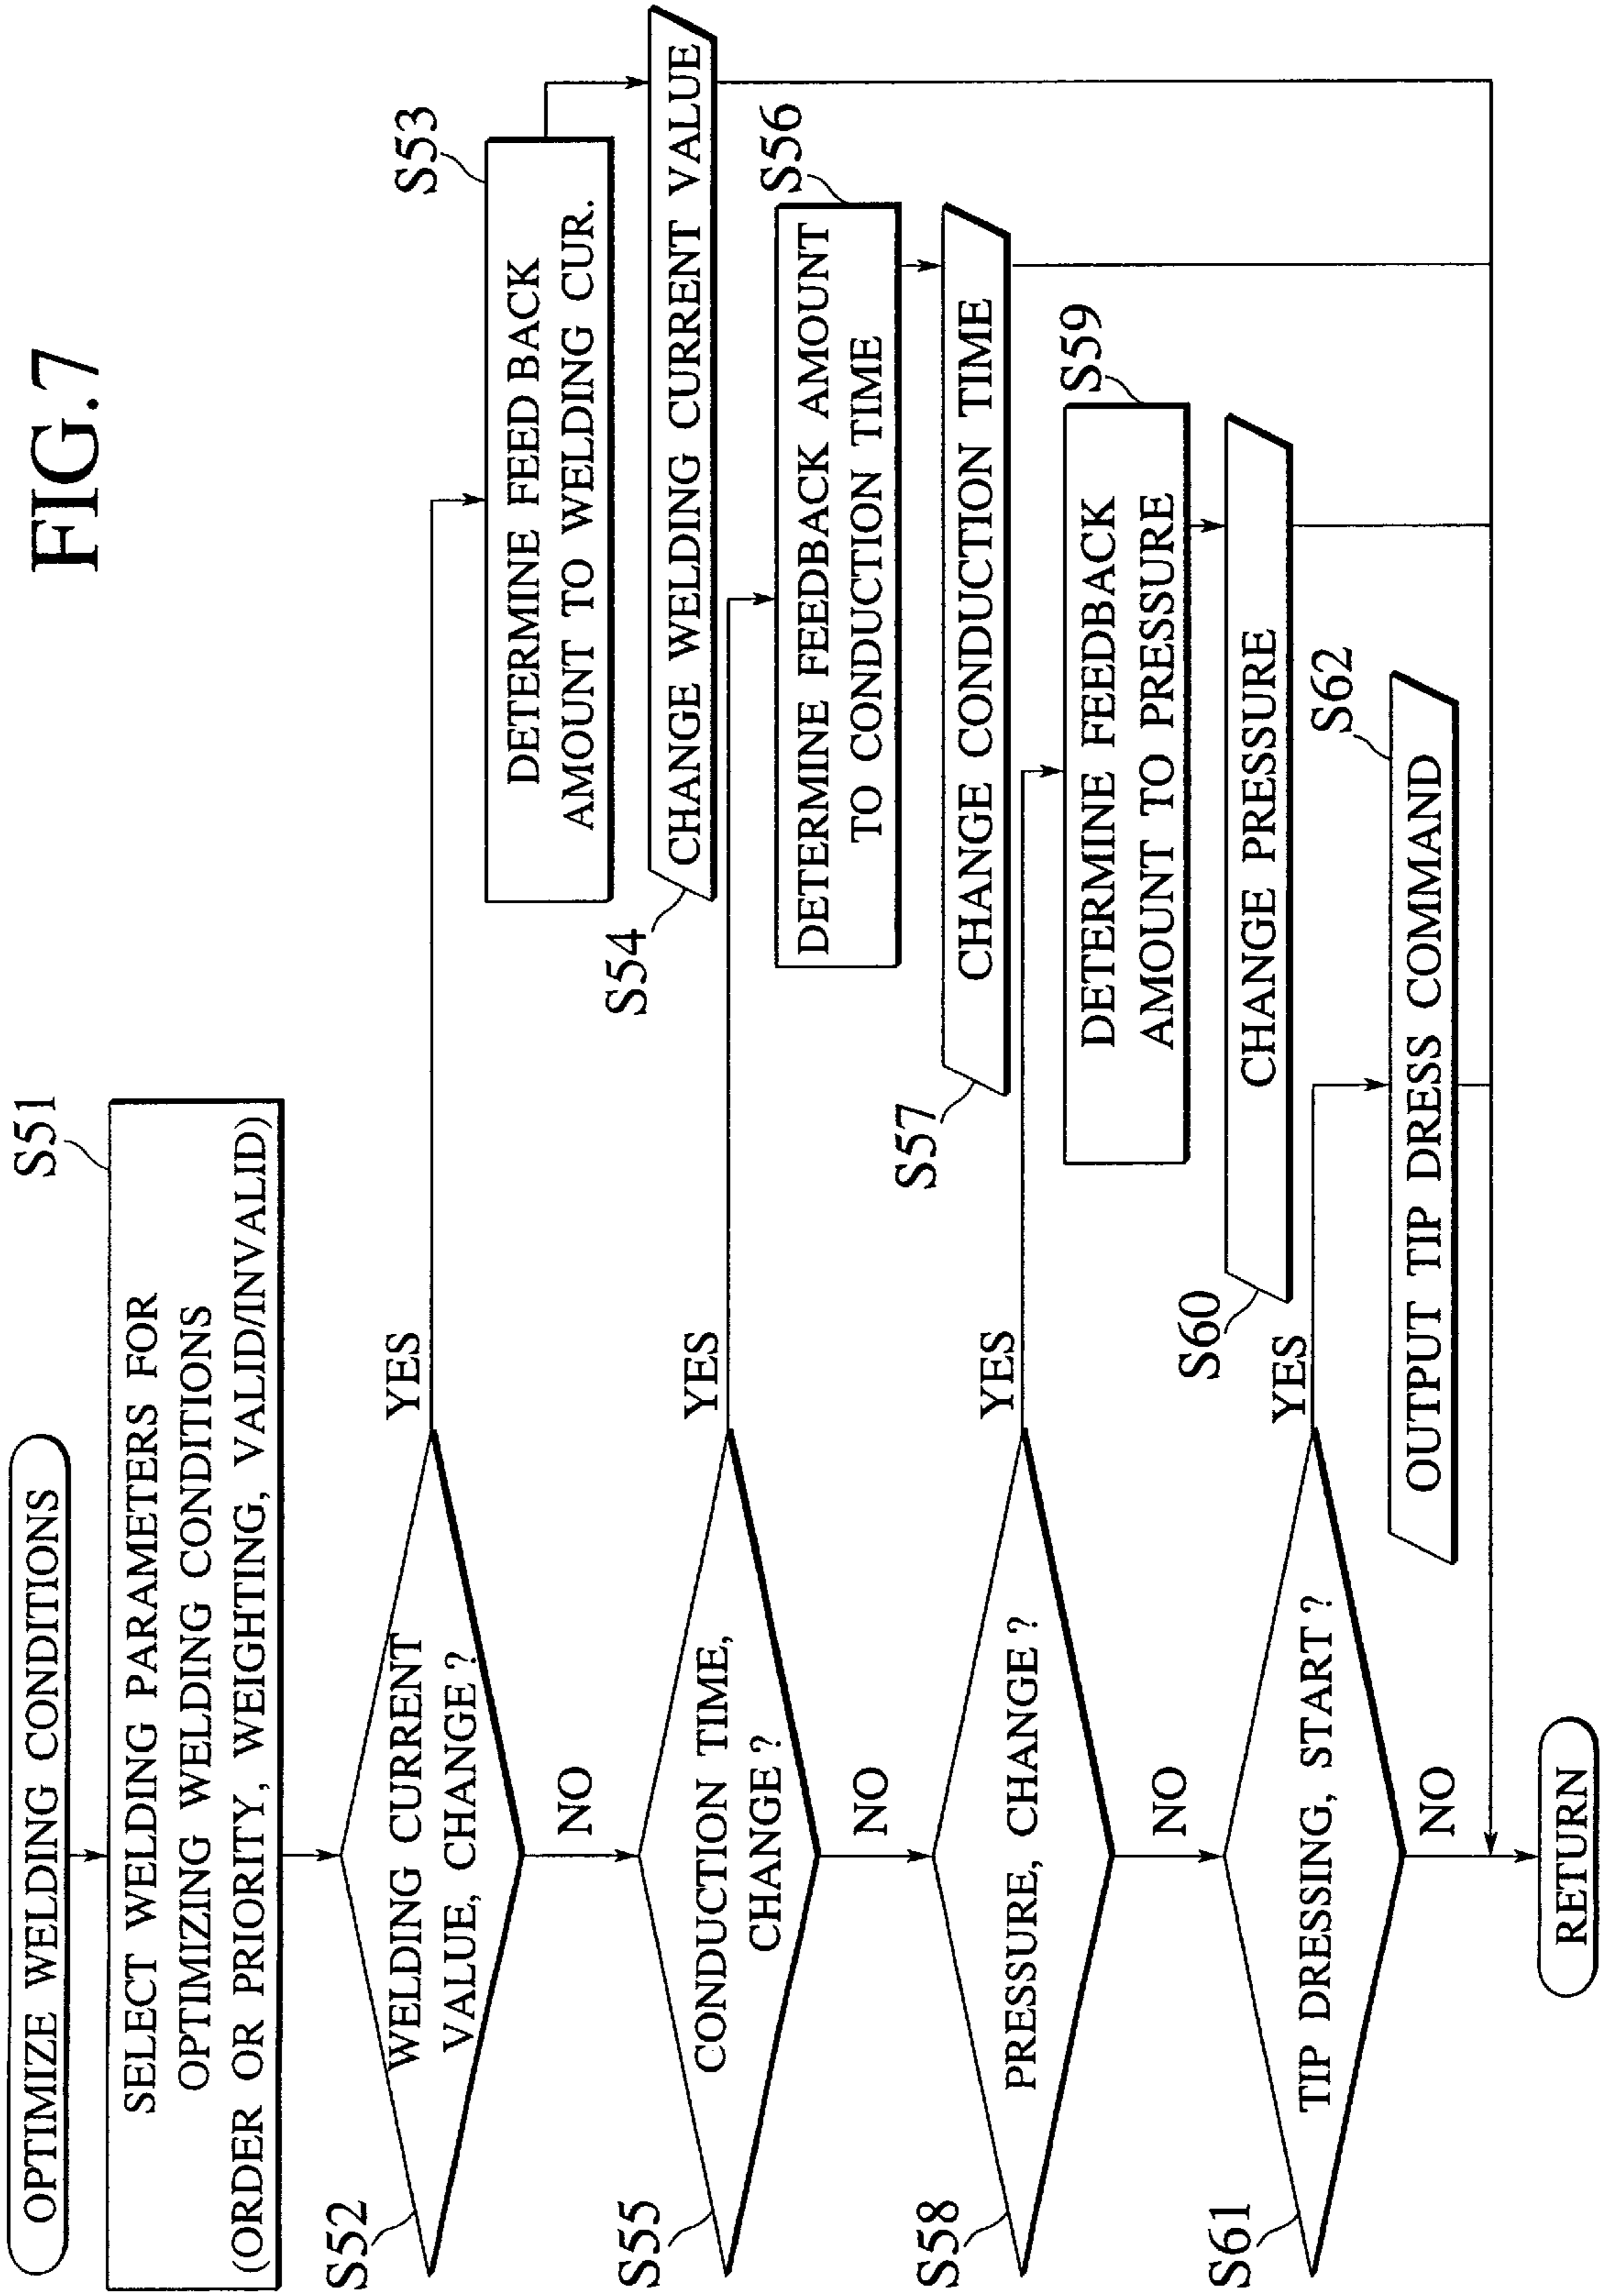 FIG.7
OPTIMIZE WELDING CONDITIONS
S51
SELECT WELDING PARAMETERS FOR
OPTIMIZING WELDING CONDITIONS
(ORDER OR PRIORITY, WEIGHTING, VALID/INVALID)
S52
WELDING CURRENT
VALUE, CHANGE ?
YES
NO
S53
DETERMINE FEED BACK
AMOUNT TO WELDING CUR.
S54
CHANGE WELDING CURRENT VALUE
S55
CONDUCTION TIME,
CHANGE ?
YES
NO
S56
DETERMINE FEEDBACK AMOUNT
TO CONDUCTION TIME
S57
CHANGE CONDUCTION TIME
S58
PRESSURE, CHANGE ?
YES
NO
S59
DETERMINE FEEDBACK
AMOUNT TO PRESSURE
S60
CHANGE PRESSURE
S61
TIP DRESSING, START ?
YES
NO
S62
OUTPUT TIP DRESS COMMAND
RETURN